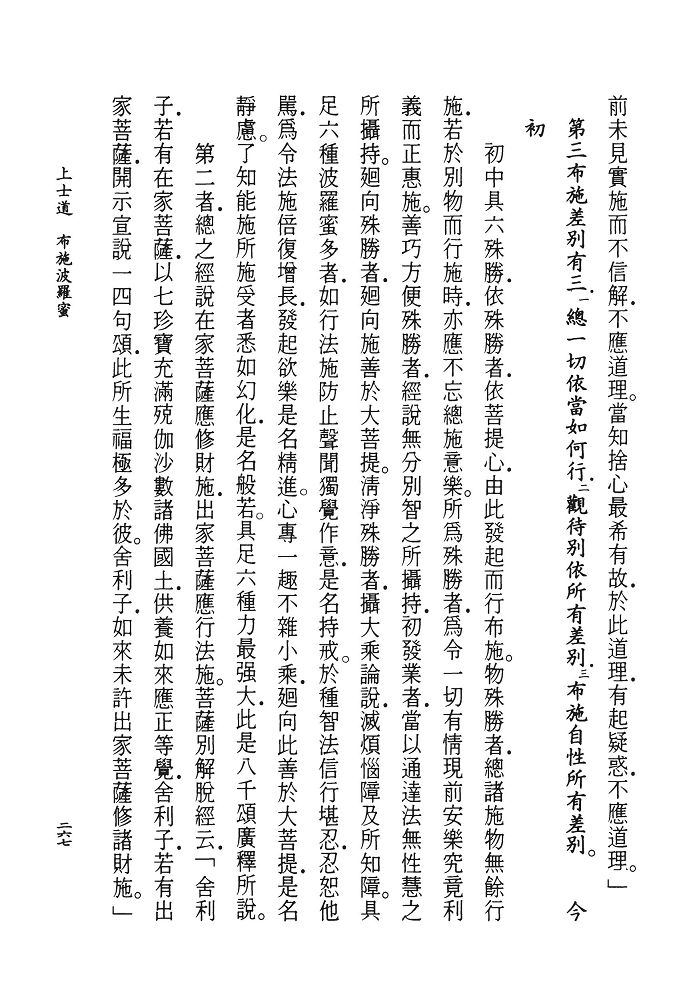 前未見實施而不信解．不應道理。當知捨心最希有故．於此道理．有起疑惑．不應道理。」
第三布施差別有三．一總一切依當如何行．二觀待別依所有差別．三布施自性所有差別。　今
初
初中具六殊勝．依殊勝者．依菩提心．由此發起而行布施。物殊勝者．總諸施物無餘行
施．若於別物而行施時．亦應不忘總施意樂。所爲殊勝者．爲令一切有情現前安樂究竟利
義而正惠施。善巧方便殊勝者．經說無分別智之所攝持．初發業者．當以通達法無性慧之
所攝持。廻向殊勝者．廻向施善於大菩提。清淨殊勝者．攝大乘論說．滅煩惱障及所知障。具
足六種波羅蜜多者．如行法施防止聲聞獨覺作意．是名持戒。於種智法信行堪忍．忍恕他
駡．爲令法施倍復增長．發起欲樂是名精進。心專一趣不雜小乘．廻向此善於大菩提．是名
靜慮。了知能施所施受者悉如幻化．是名般若。具足六種力最强大．此是八千頌廣釋所說。
第二者．總之經說在家菩薩應修財施．出家菩薩應行法施。菩薩別解脫經云．「舍利
子．若有在家菩薩．以七珍寶充滿殑伽沙數諸佛國土．供養如來應正等覺．舍利子．若有出
家菩薩．開示宣說一四句頌．此所生福極多於彼。舍利子．如來未許出家菩薩修諸財施。」
上士道　布施波羅蜜
二六七